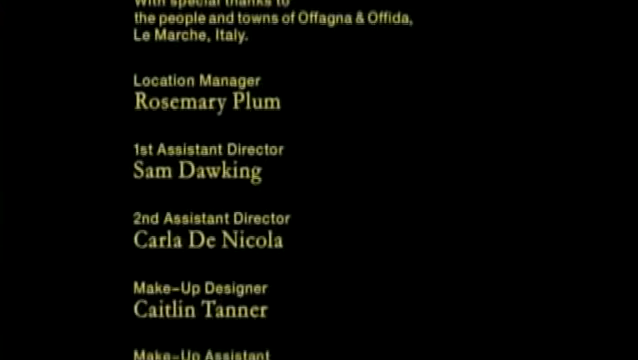 With special thanks to
the people and towns of Offagna & Offida,
Le Marche, Italy.
Location Manager
Rosemary Plum
1st Assistant Director
Sam Dawking
2nd Assistant Director
Carla De Nicola
Make-Up Designer
Caitlin Tanner
Make-Up Assistant